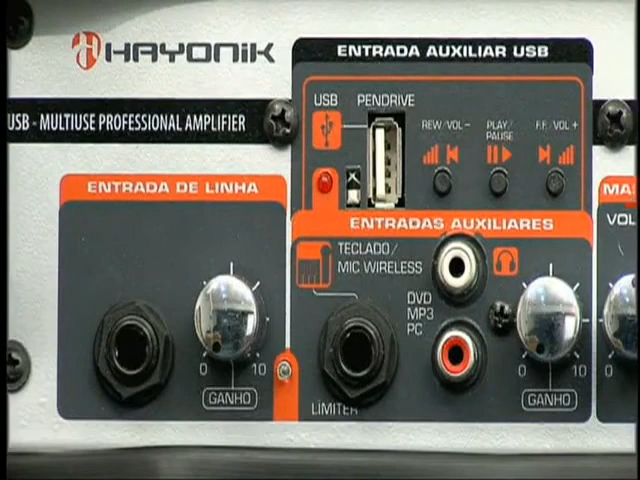 HAYONIK
ENTRADA AUXILIAR USB
USB - MULTIUSE PROFESSIONAL AMPLIFIER
USB
PENDRIVE
REW/VOL-
PLAY/
PAUSE
F.F./VOL+
ENTRADA DE LINHA
ENTRADAS AUXILIARES
MAS
VOL
TECLADO/
MIC WIRELESS
DVD
MP3
PC
0
10
GANHO
0
10
GANHO
0
LIMITER